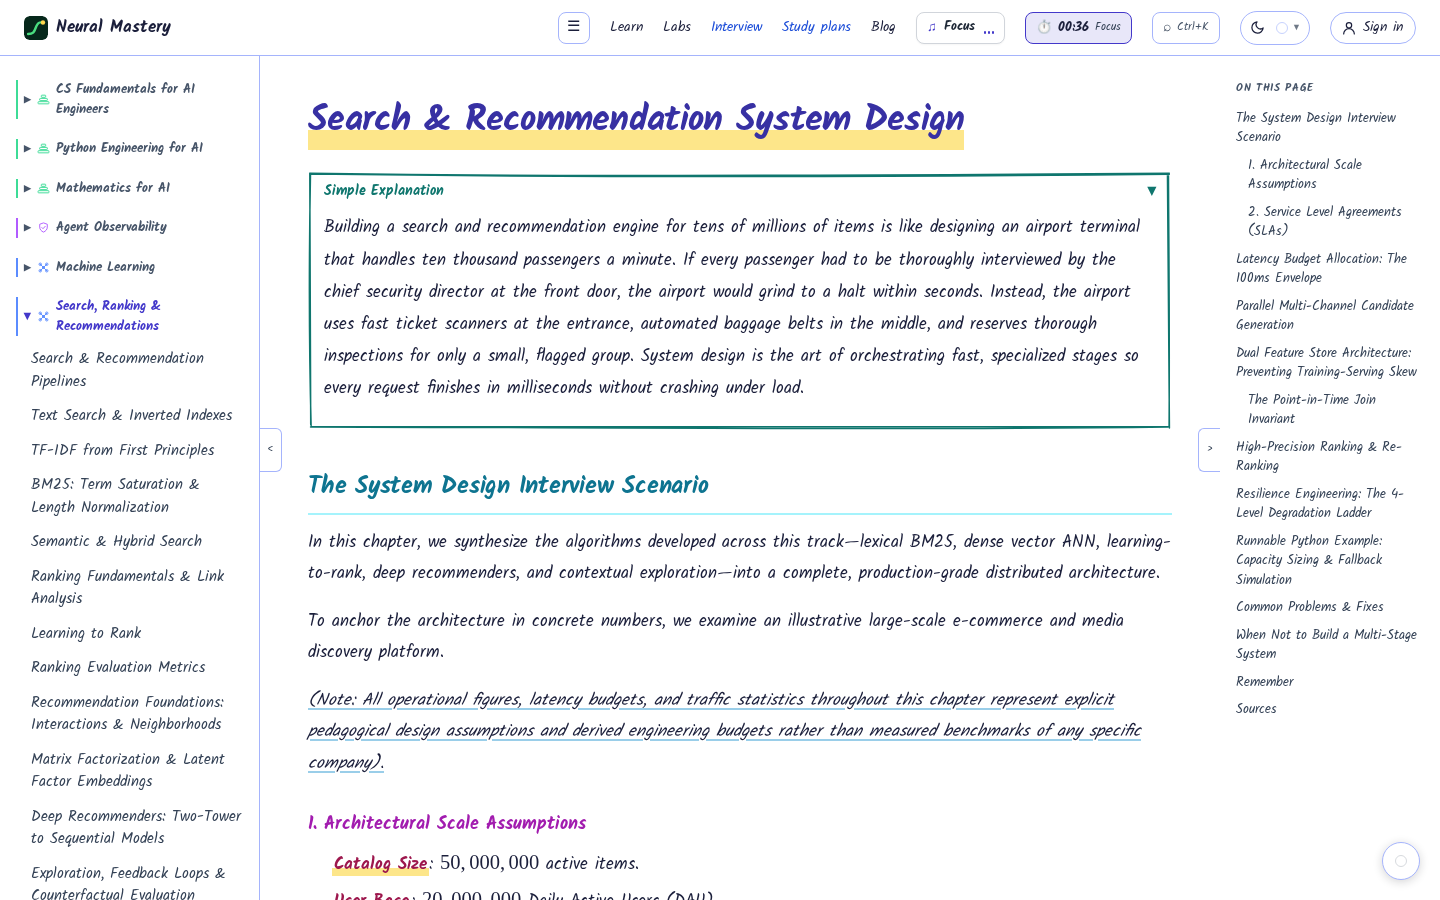 Neural Mastery
☰
Learn
Labs
Interview
Study plans
Blog
♫ Focus ...
⏱ 00:36 Focus
⌕ Ctrl+K
Sign in
▶ CS Fundamentals for AI
Engineers
▶ Python Engineering for AI
▶ Mathematics for AI
▶ Agent Observability
▶ Machine Learning
▼ Search, Ranking &
Recommendations
Search & Recommendation
Pipelines
Text Search & Inverted Indexes
TF-IDF from First Principles
BM25: Term Saturation &
Length Normalization
Semantic & Hybrid Search
Ranking Fundamentals & Link
Analysis
Learning to Rank
Ranking Evaluation Metrics
Recommendation Foundations:
Interactions & Neighborhoods
Matrix Factorization & Latent
Factor Embeddings
Deep Recommenders: Two-Tower
to Sequential Models
Exploration, Feedback Loops &
Counterfactual Evaluation
<
Search & Recommendation System Design
Simple Explanation ▼
Building a search and recommendation engine for tens of millions of items is like designing an airport terminal
that handles ten thousand passengers a minute. If every passenger had to be thoroughly interviewed by the
chief security director at the front door, the airport would grind to a halt within seconds. Instead, the airport
uses fast ticket scanners at the entrance, automated baggage belts in the middle, and reserves thorough
inspections for only a small, flagged group. System design is the art of orchestrating fast, specialized stages so
every request finishes in milliseconds without crashing under load.
The System Design Interview Scenario
In this chapter, we synthesize the algorithms developed across this track—lexical BM25, dense vector ANN, learning-
to-rank, deep recommenders, and contextual exploration—into a complete, production-grade distributed architecture.
To anchor the architecture in concrete numbers, we examine an illustrative large-scale e-commerce and media
discovery platform.
(Note: All operational figures, latency budgets, and traffic statistics throughout this chapter represent explicit
pedagogical design assumptions and derived engineering budgets rather than measured benchmarks of any specific
company).
1. Architectural Scale Assumptions
Catalog Size: 50,000,000 active items.
User Base: 20,000,000 Daily Active Users (DAU).
>
ON THIS PAGE
The System Design Interview
Scenario
1. Architectural Scale
Assumptions
2. Service Level Agreements
(SLAs)
Latency Budget Allocation: The
100ms Envelope
Parallel Multi-Channel Candidate
Generation
Dual Feature Store Architecture:
Preventing Training-Serving Skew
The Point-in-Time Join
Invariant
High-Precision Ranking & Re-
Ranking
Resilience Engineering: The 4-
Level Degradation Ladder
Runnable Python Example:
Capacity Sizing & Fallback
Simulation
Common Problems & Fixes
When Not to Build a Multi-Stage
System
Remember
Sources